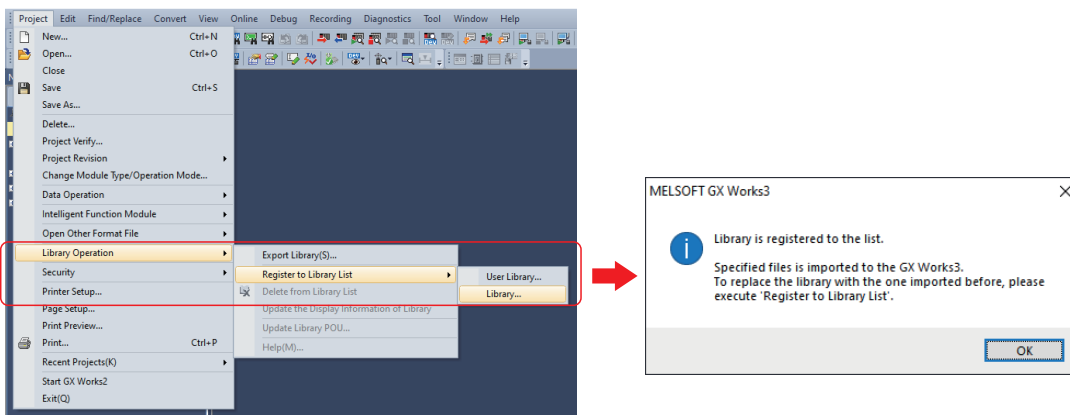 Project Edit Find/Replace Convert View Online Debug Recording Diagnostics Tool Window Help
New... Ctrl+N
Open... Ctrl+O
Close
Save Ctrl+S
Save As...
Delete...
Project Verify...
Project Revision
Change Module Type/Operation Mode...
Data Operation
Intelligent Function Module
Open Other Format File
Library Operation
Security
Printer Setup...
Page Setup...
Print Preview...
Print... Ctrl+P
Recent Projects(K)
Start GX Works2
Exit(Q)
Export Library(S)...
Register to Library List
Delete from Library List
Update the Display Information of Library
Update Library POU...
Help(M)...
User Library...
Library...
MELSOFT GX Works3
Library is registered to the list.
Specified files is imported to the GX Works3.
To replace the library with the one imported before, please
execute 'Register to Library List'.
OK